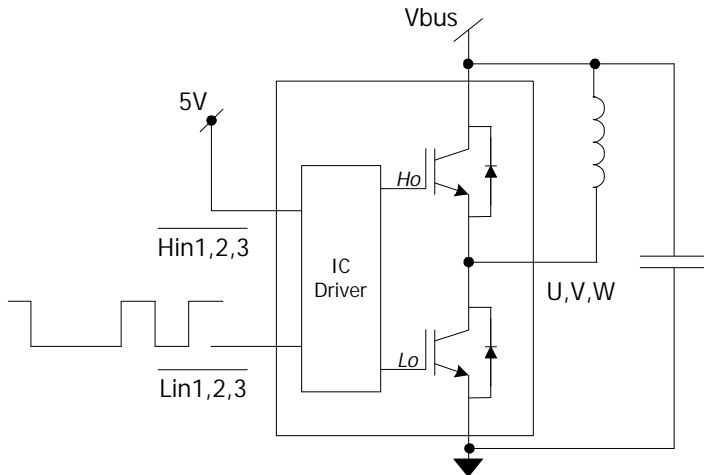 Vbus
5V
Ho
Hin1,2,3
IC
Driver
U,V,W
Lo
Lin1,2,3